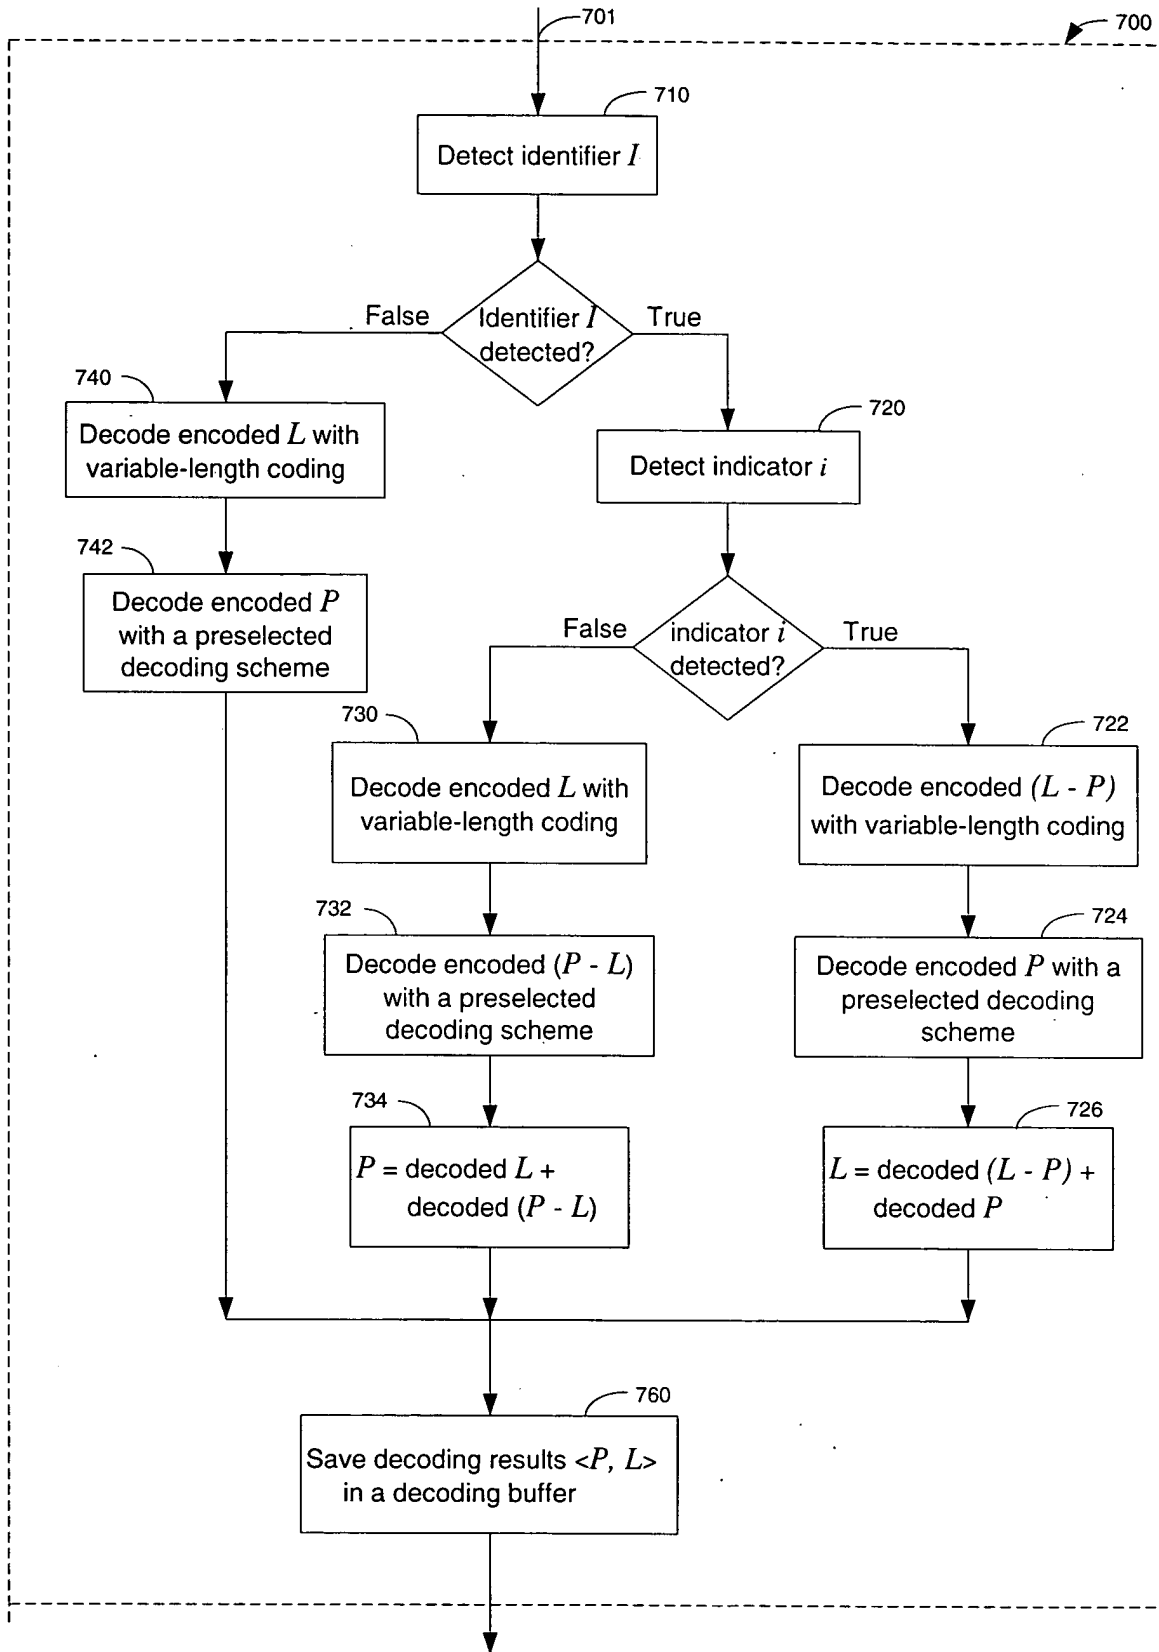 701
700
710
Detect identifier I
False
Identifier I
detected?
True
740
Decode encoded L with
variable-length coding
720
Detect indicator i
742
Decode encoded P
with a preselected
decoding scheme
False
indicator i
detected?
True
730
Decode encoded L with
variable-length coding
722
Decode encoded (L - P)
with variable-length coding
732
Decode encoded (P - L)
with a preselected
decoding scheme
724
Decode encoded P with a
preselected decoding
scheme
734
P = decoded L +
decoded (P - L)
726
L = decoded (L - P) +
decoded P
760
Save decoding results <P, L>
in a decoding buffer